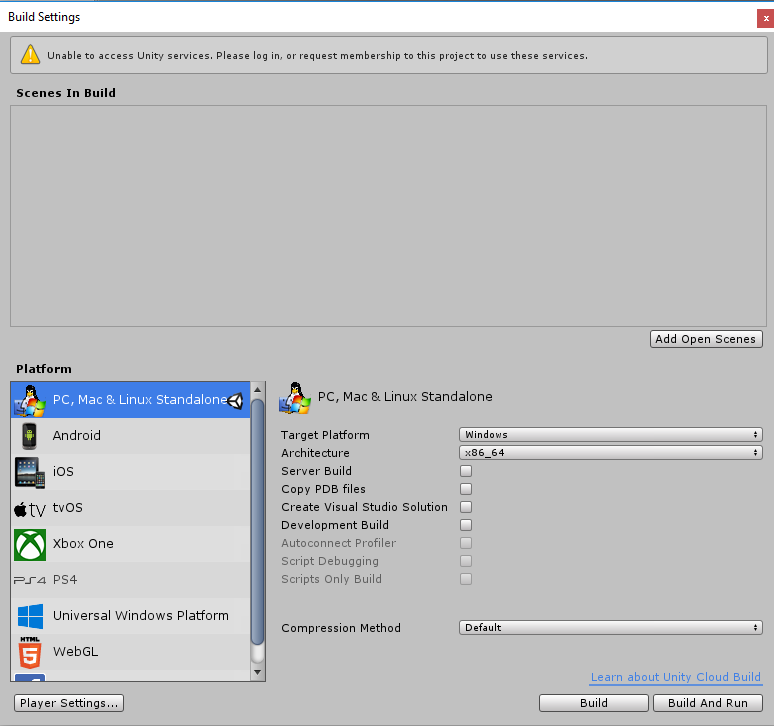 Build Settings
x
Unable to access Unity services. Please log in, or request membership to this project to use these services.
Scenes In Build
Add Open Scenes
Platform
PC, Mac & Linux Standalone
Android
iOS
tv
tvOS
Xbox One
PS4
PS4
Universal Windows Platform
HTML
5
WebGL
PC, Mac & Linux Standalone
Target Platform
Windows
Architecture
x86_64
Server Build
Copy PDB files
Create Visual Studio Solution
Development Build
Autoconnect Profiler
Script Debugging
Scripts Only Build
Compression Method
Default
Learn about Unity Cloud Build
Player Settings...
Build
Build And Run